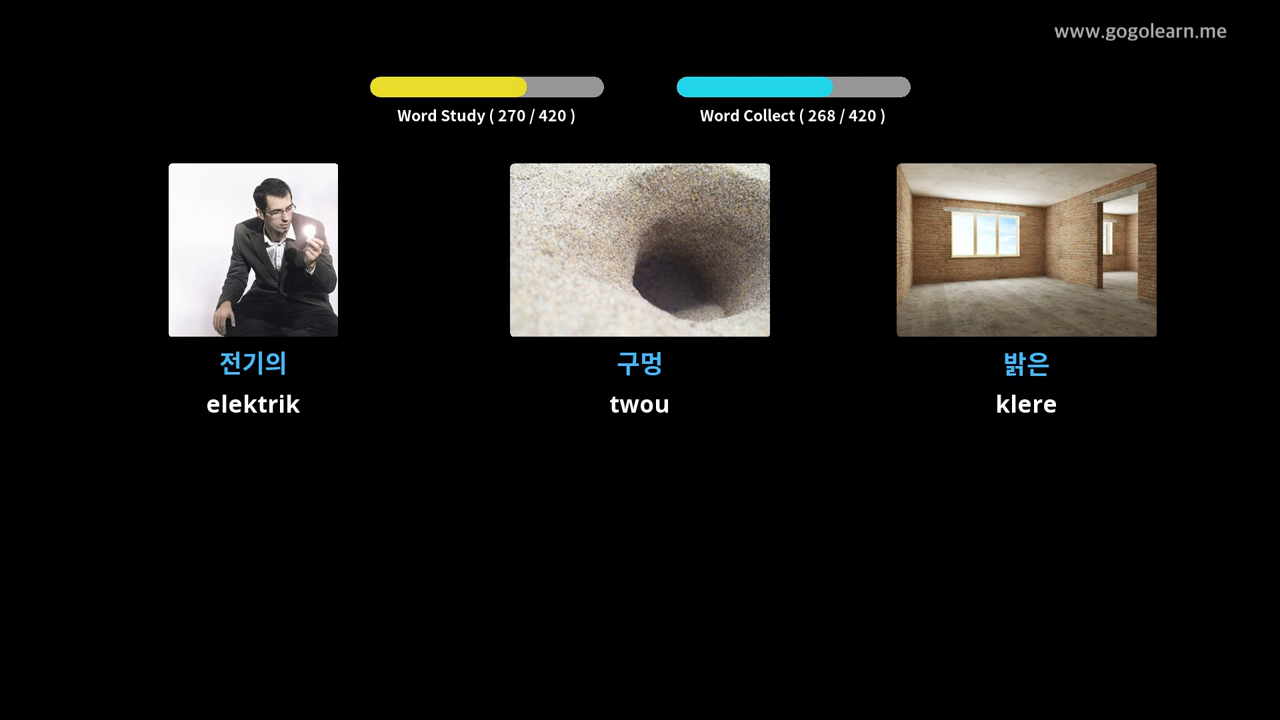 www.gogolearn.me
Word Study ( 270 / 420 )
Word Collect ( 268 / 420 )
전기의
구멍
밝은
elektrik
twou
klere